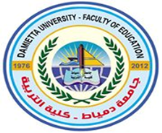 DAMIETTA UNIVERSITY - FACULTY OF EDUCATION
1976
2012
جامعة دمياط - كلية التربية